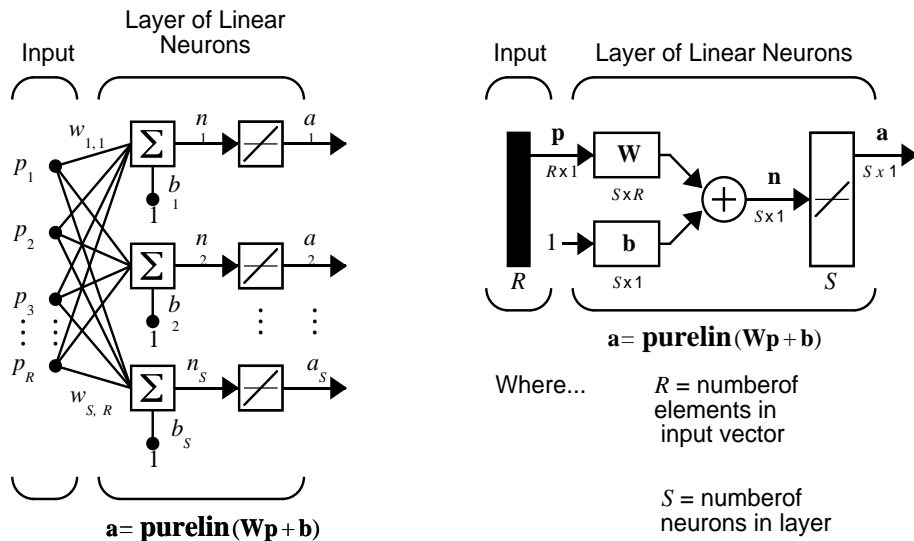 Layer of Linear
Input Neurons
w1,1 n1 a1
p1 Σ
b1
1
p2 n2 a2
Σ
p3 b2
1
pR nS aS
Σ
wS, R
bS
1
a= purelin(Wp+b)
Input Layer of Linear Neurons
p W a
R x 1 S x R n S x 1
+ S x 1
1 b
R S x 1 S
a= purelin(Wp+b)
Where... R = numberof
elements in
input vector
S = numberof
neurons in layer